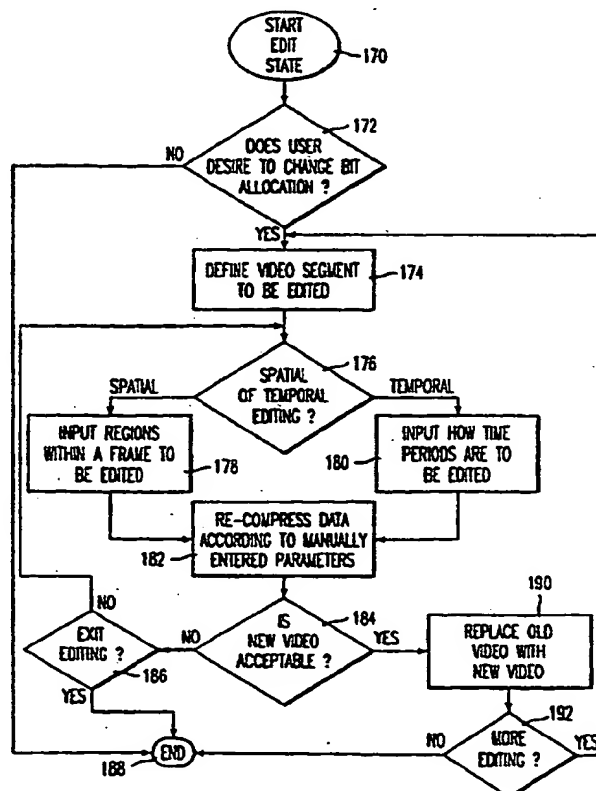 START
EDIT
STATE
170
172
NO
DOES USER
DESIRE TO CHANGE BIT
ALLOCATION ?
YES
DEFINE VIDEO SEGMENT
TO BE EDITED
174
176
SPATIAL
SPATIAL
OF TEMPORAL
EDITING ?
TEMPORAL
INPUT REGIONS
WITHIN A FRAME TO
BE EDITED
178
INPUT HOW TIME
PERIODS ARE TO
BE EDITED
180
RE-COMPRESS DATA
ACCORDING TO MANUALLY
ENTERED PARAMETERS
182
184
190
NO
EXIT
EDITING ?
186
YES
NO
IS
NEW VIDEO
ACCEPTABLE ?
YES
REPLACE OLD
VIDEO WITH
NEW VIDEO
192
END
188
NO
MORE
EDITING ?
YES